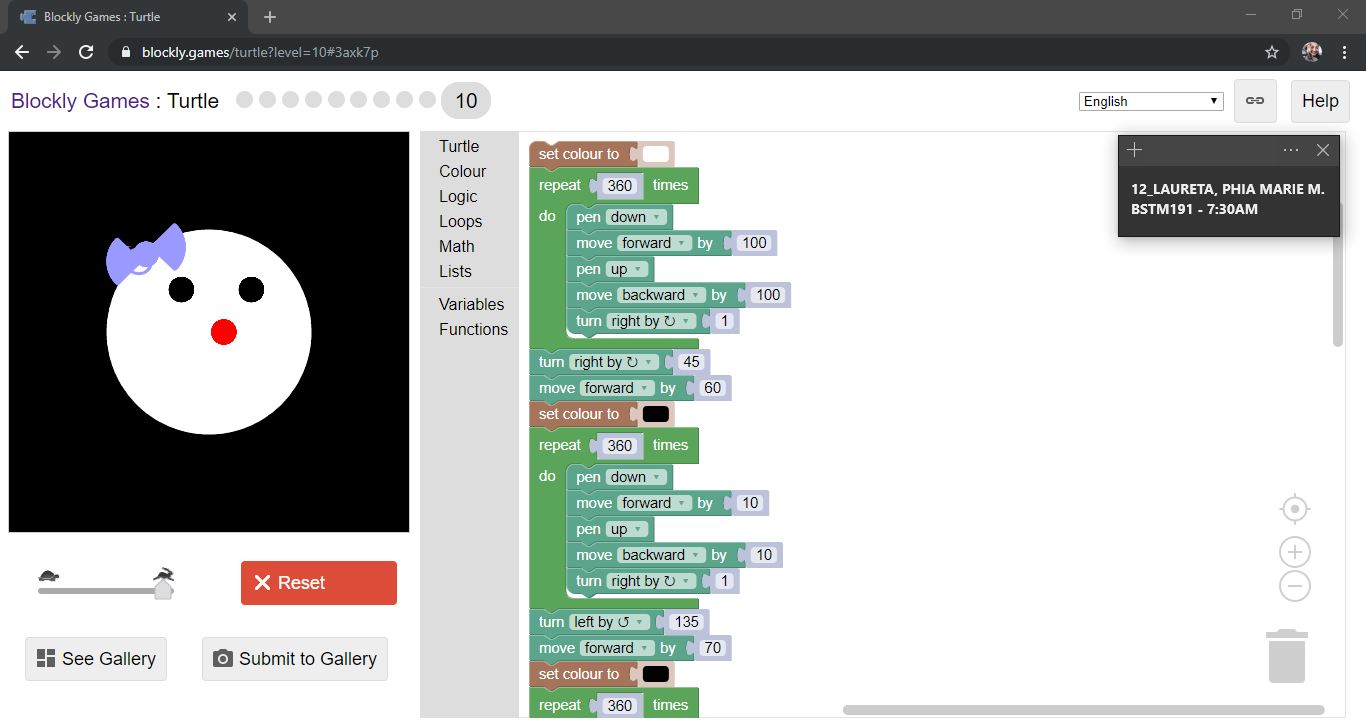 Blockly Games : Turtle
blockly.games/turtle?level=10#3axk7p
Blockly Games : Turtle
10
English
Help
12_LAURETA, PHIA MARIE M.
BSTM191 - 7:30AM
Turtle
Colour
Logic
Loops
Math
Lists
Variables
Functions
set colour to
repeat 360 times
do pen down
move forward by 100
pen up
move backward by 100
turn right by ↻ 1
turn right by ↻ 45
move forward by 60
set colour to
repeat 360 times
do pen down
move forward by 10
pen up
move backward by 10
turn right by ↻ 1
turn left by ↺ 135
move forward by 70
set colour to
repeat 360 times
Reset
See Gallery
Submit to Gallery